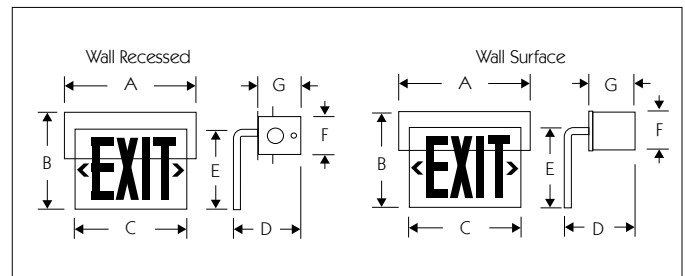 Wall Recessed
A
G
B
‹EXIT›
E
F
C
D
Wall Surface
A
G
B
‹EXIT›
E
F
C
D